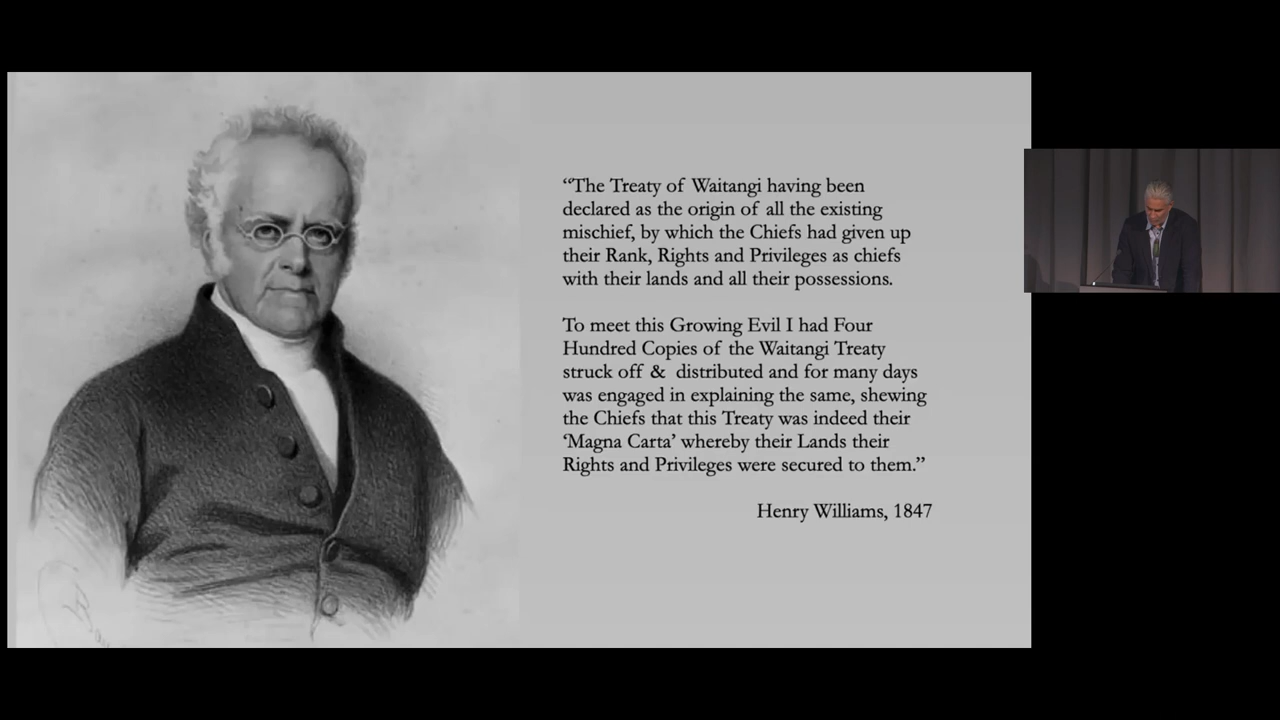 “The Treaty of Waitangi having been
declared as the origin of all the existing
mischief, by which the Chiefs had given up
their Rank, Rights and Privileges as chiefs
with their lands and all their possessions.
To meet this Growing Evil I had Four
Hundred Copies of the Waitangi Treaty
struck off & distributed and for many days
was engaged in explaining the same, shewing
the Chiefs that this Treaty was indeed their
‘Magna Carta’ whereby their Lands their
Rights and Privileges were secured to them.”
Henry Williams, 1847